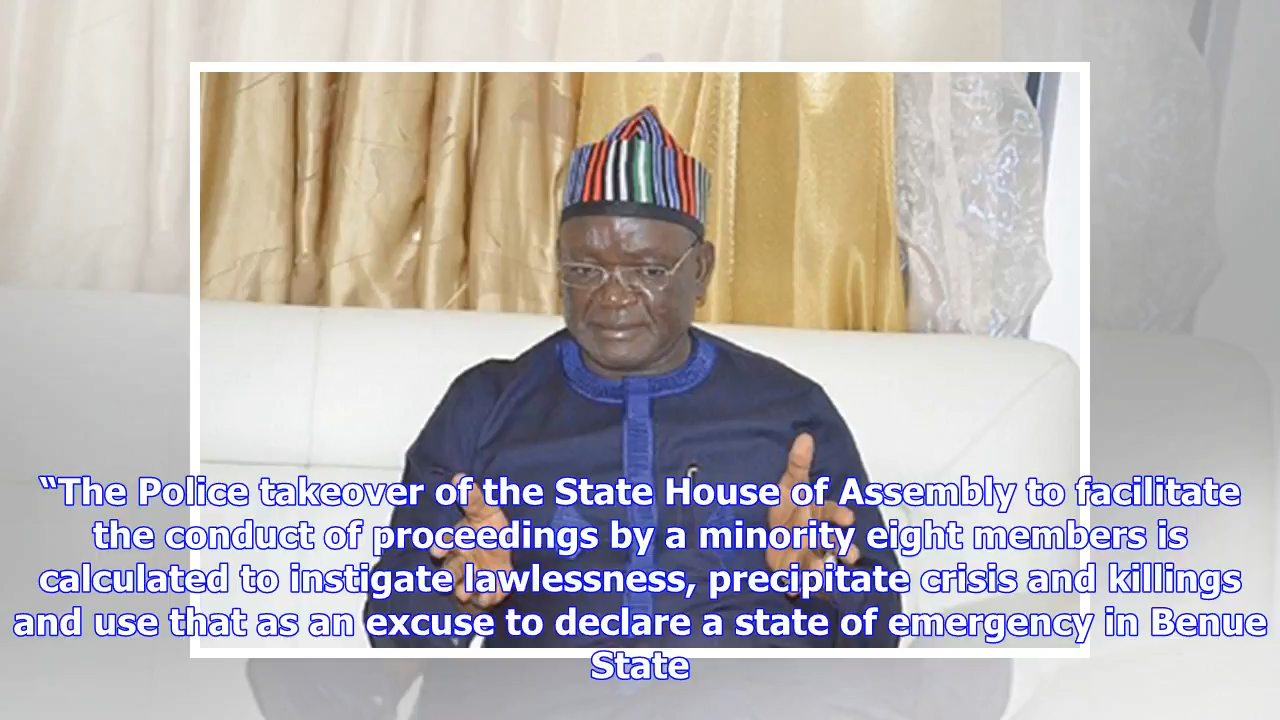 “The Police takeover of the State House of Assembly to facilitate
the conduct of proceedings by a minority eight members is
calculated to instigate lawlessness, precipitate crisis and killings
and use that as an excuse to declare a state of emergency in Benue
State